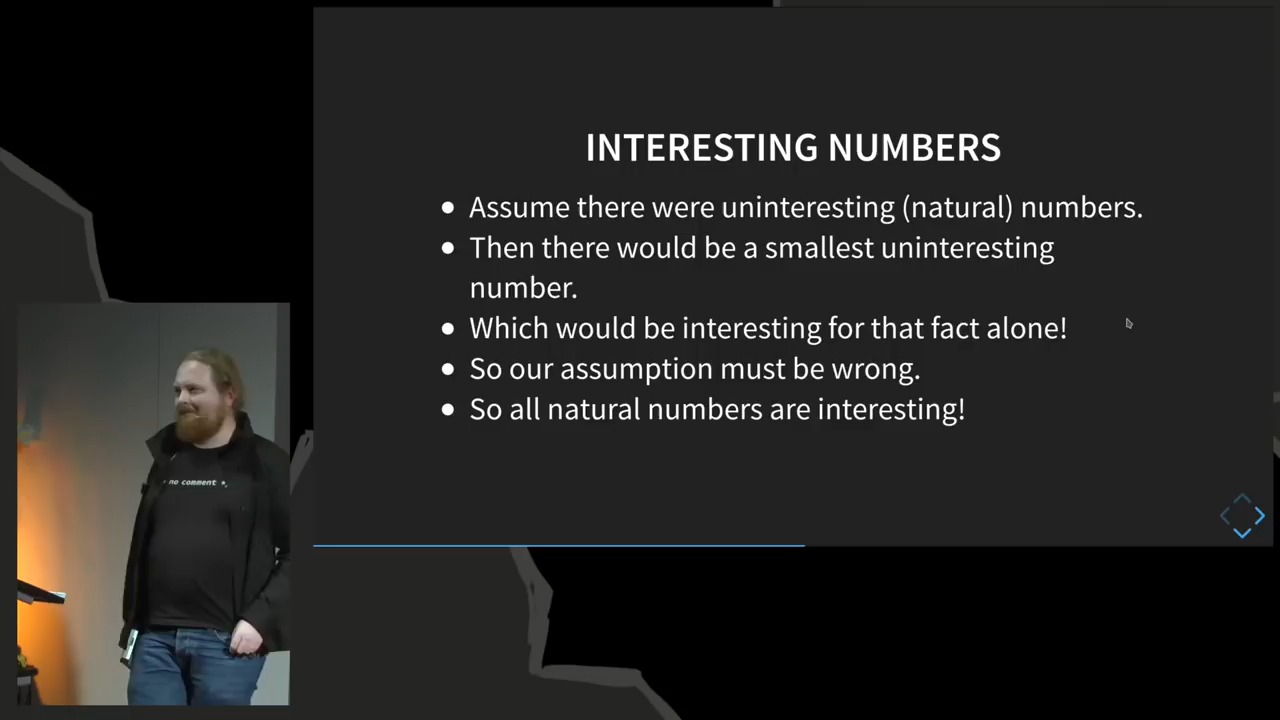 INTERESTING NUMBERS
• Assume there were uninteresting (natural) numbers.
• Then there would be a smallest uninteresting
number.
• Which would be interesting for that fact alone!
• So our assumption must be wrong.
• So all natural numbers are interesting!
no comment *